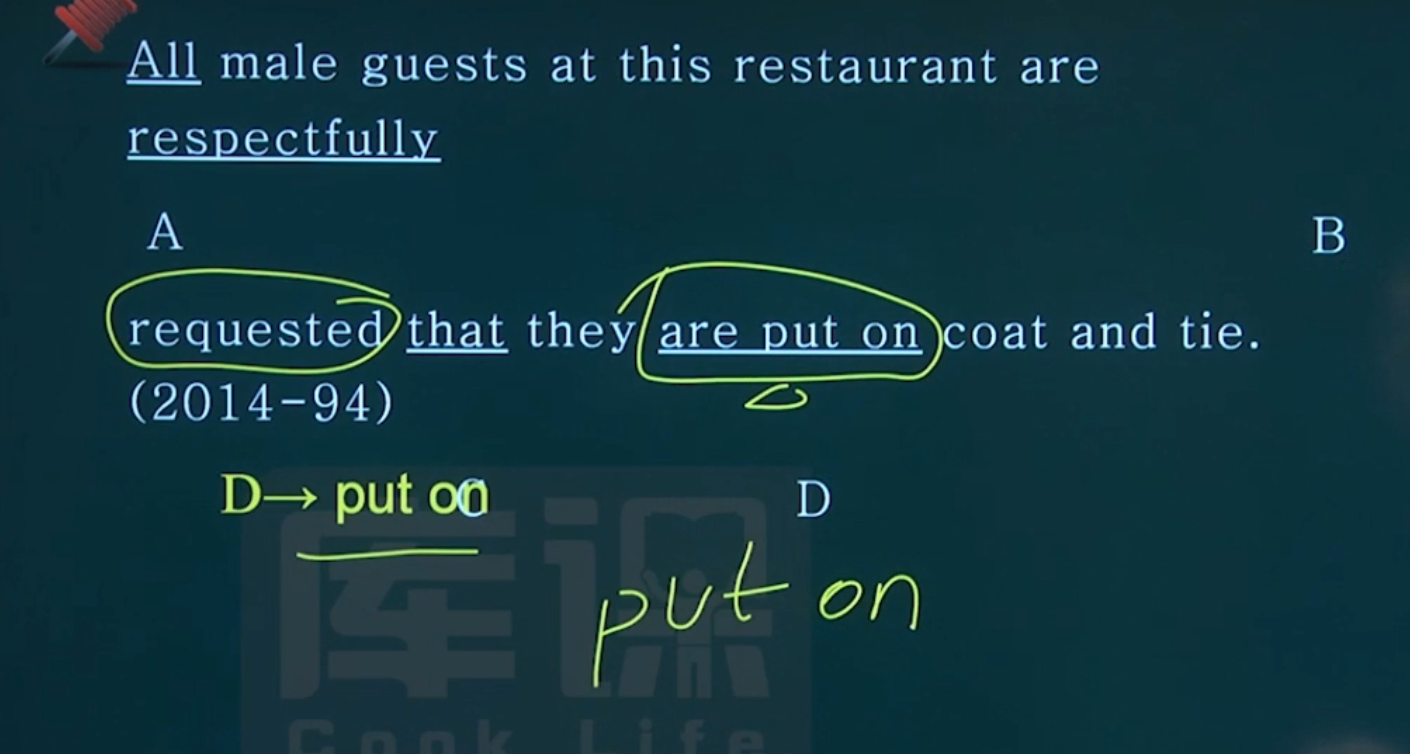 All male guests at this restaurant are
respectfully
A B
requested that they are put on coat and tie.
(2014-94)
D→ put on C D
put on
库课
Cook Life